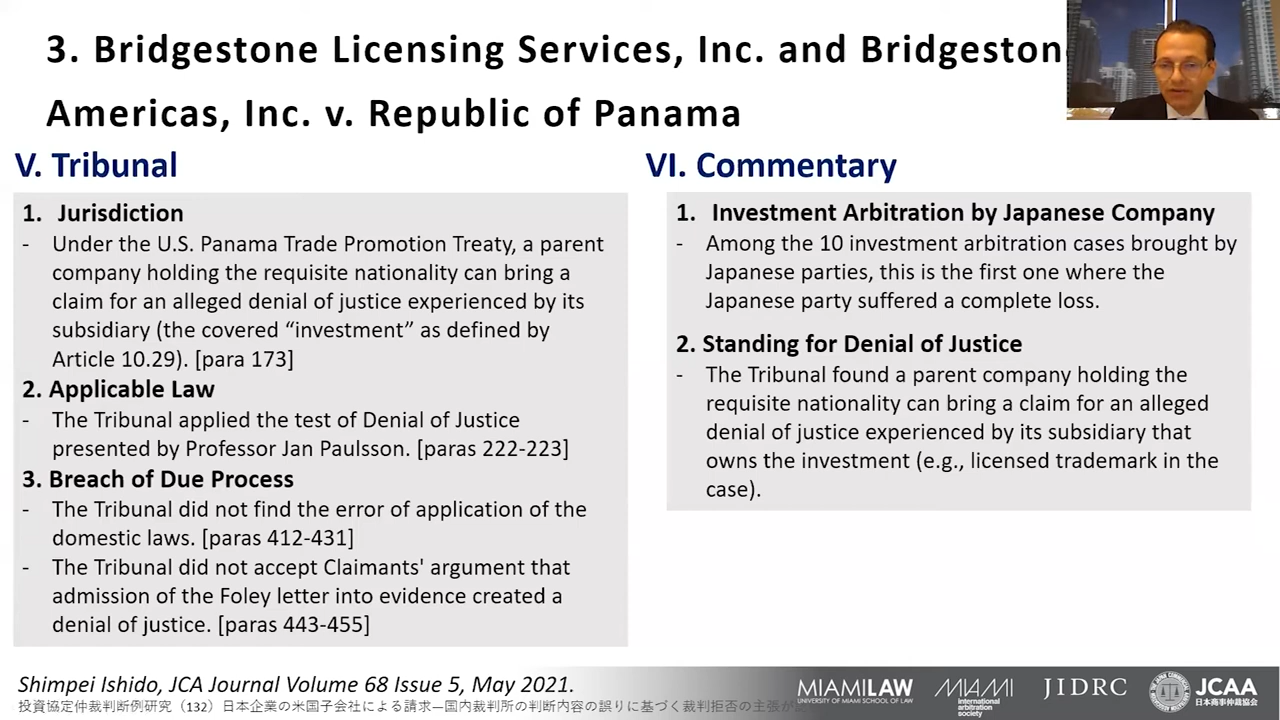 3. Bridgestone Licensing Services, Inc. and Bridgeston
Americas, Inc. v. Republic of Panama
V. Tribunal
1. Jurisdiction
- Under the U.S. Panama Trade Promotion Treaty, a parent
company holding the requisite nationality can bring a
claim for an alleged denial of justice experienced by its
subsidiary (the covered “investment” as defined by
Article 10.29). [para 173]
2. Applicable Law
- The Tribunal applied the test of Denial of Justice
presented by Professor Jan Paulsson. [paras 222-223]
3. Breach of Due Process
- The Tribunal did not find the error of application of the
domestic laws. [paras 412-431]
- The Tribunal did not accept Claimants' argument that
admission of the Foley letter into evidence created a
denial of justice. [paras 443-455]
VI. Commentary
1. Investment Arbitration by Japanese Company
- Among the 10 investment arbitration cases brought by
Japanese parties, this is the first one where the
Japanese party suffered a complete loss.
2. Standing for Denial of Justice
- The Tribunal found a parent company holding the
requisite nationality can bring a claim for an alleged
denial of justice experienced by its subsidiary that
owns the investment (e.g., licensed trademark in the
case).
Shimpei Ishido, JCA Journal Volume 68 Issue 5, May 2021.
投資協定仲裁判断例研究（132）日本企業の米国子会社による請求―国内裁判所の判断内容の誤りに基づく裁判拒否の主張が
MIAMI LAW
UNIVERSITY OF MIAMI SCHOOL OF LAW
MIAMI
international
arbitration
society
JIDRC
JCAA
日本商事仲裁協会